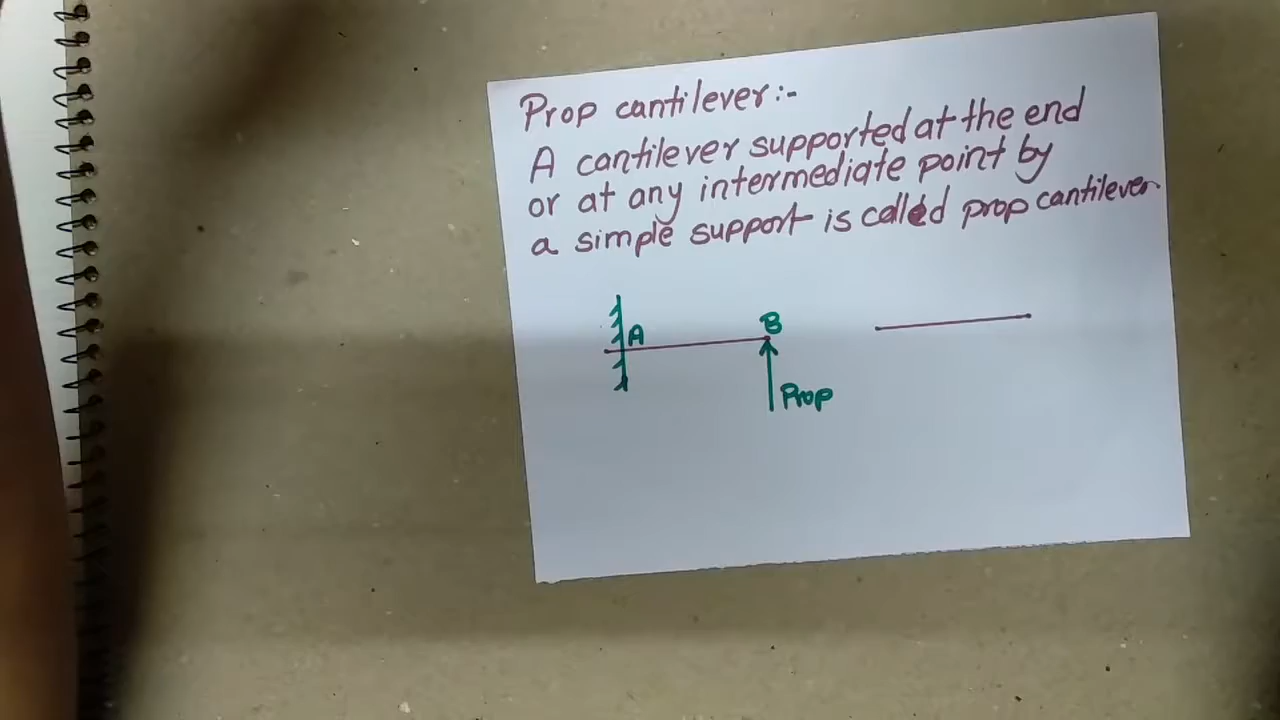 Prop cantilever:-
A cantilever supported at the end
or at any intermediate point by
a simple support is called prop cantilever.
A
B
Prop